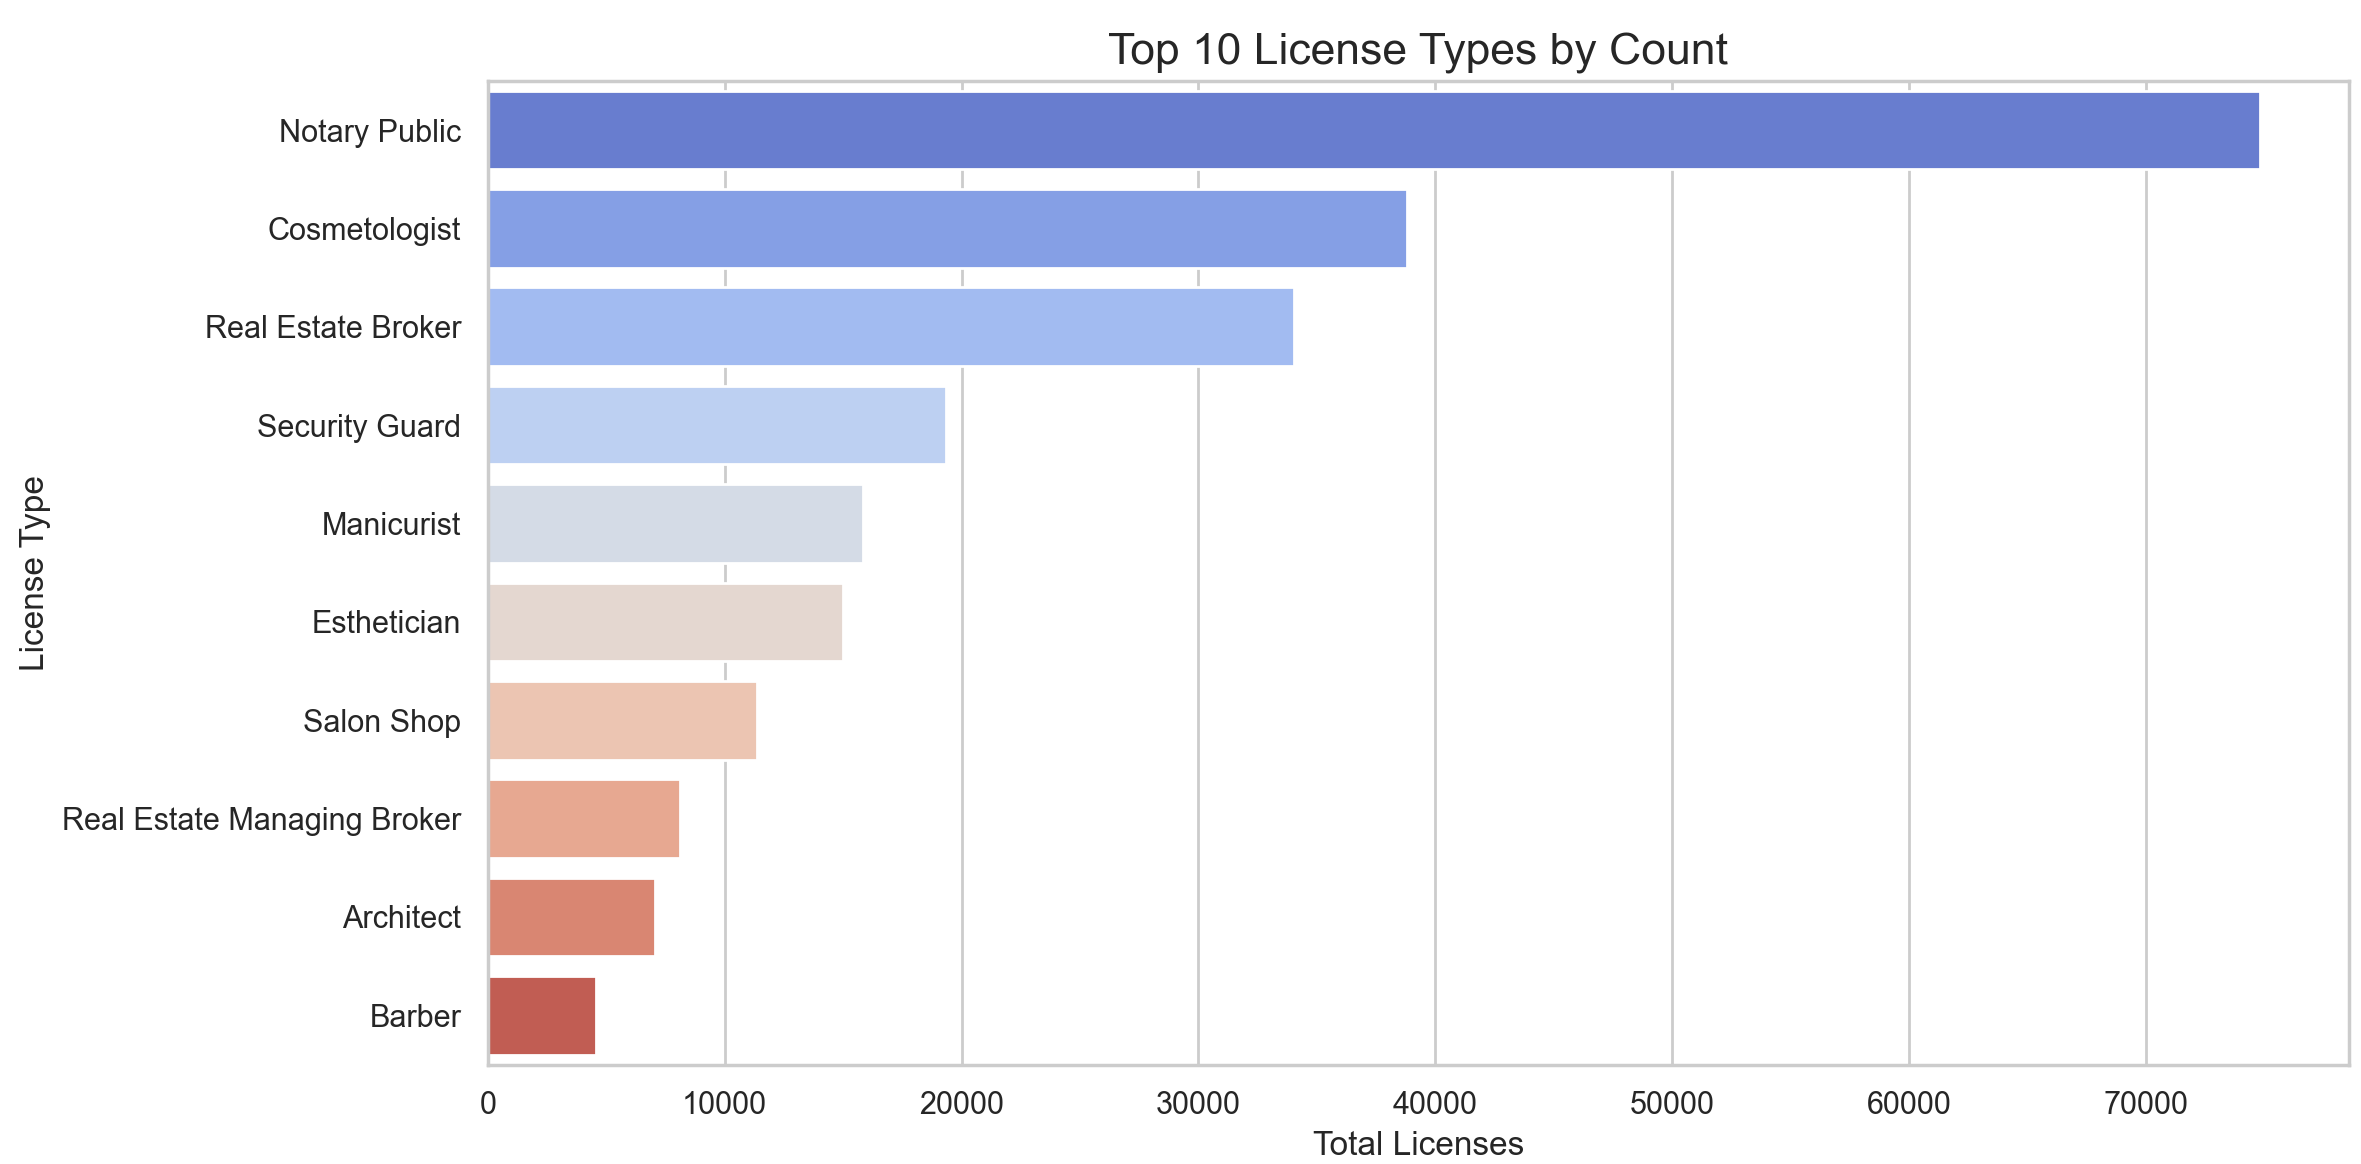 Top 10 License Types by Count
License Type
Notary Public
Cosmetologist
Real Estate Broker
Security Guard
Manicurist
Esthetician
Salon Shop
Real Estate Managing Broker
Architect
Barber
0 10000 20000 30000 40000 50000 60000 70000
Total Licenses